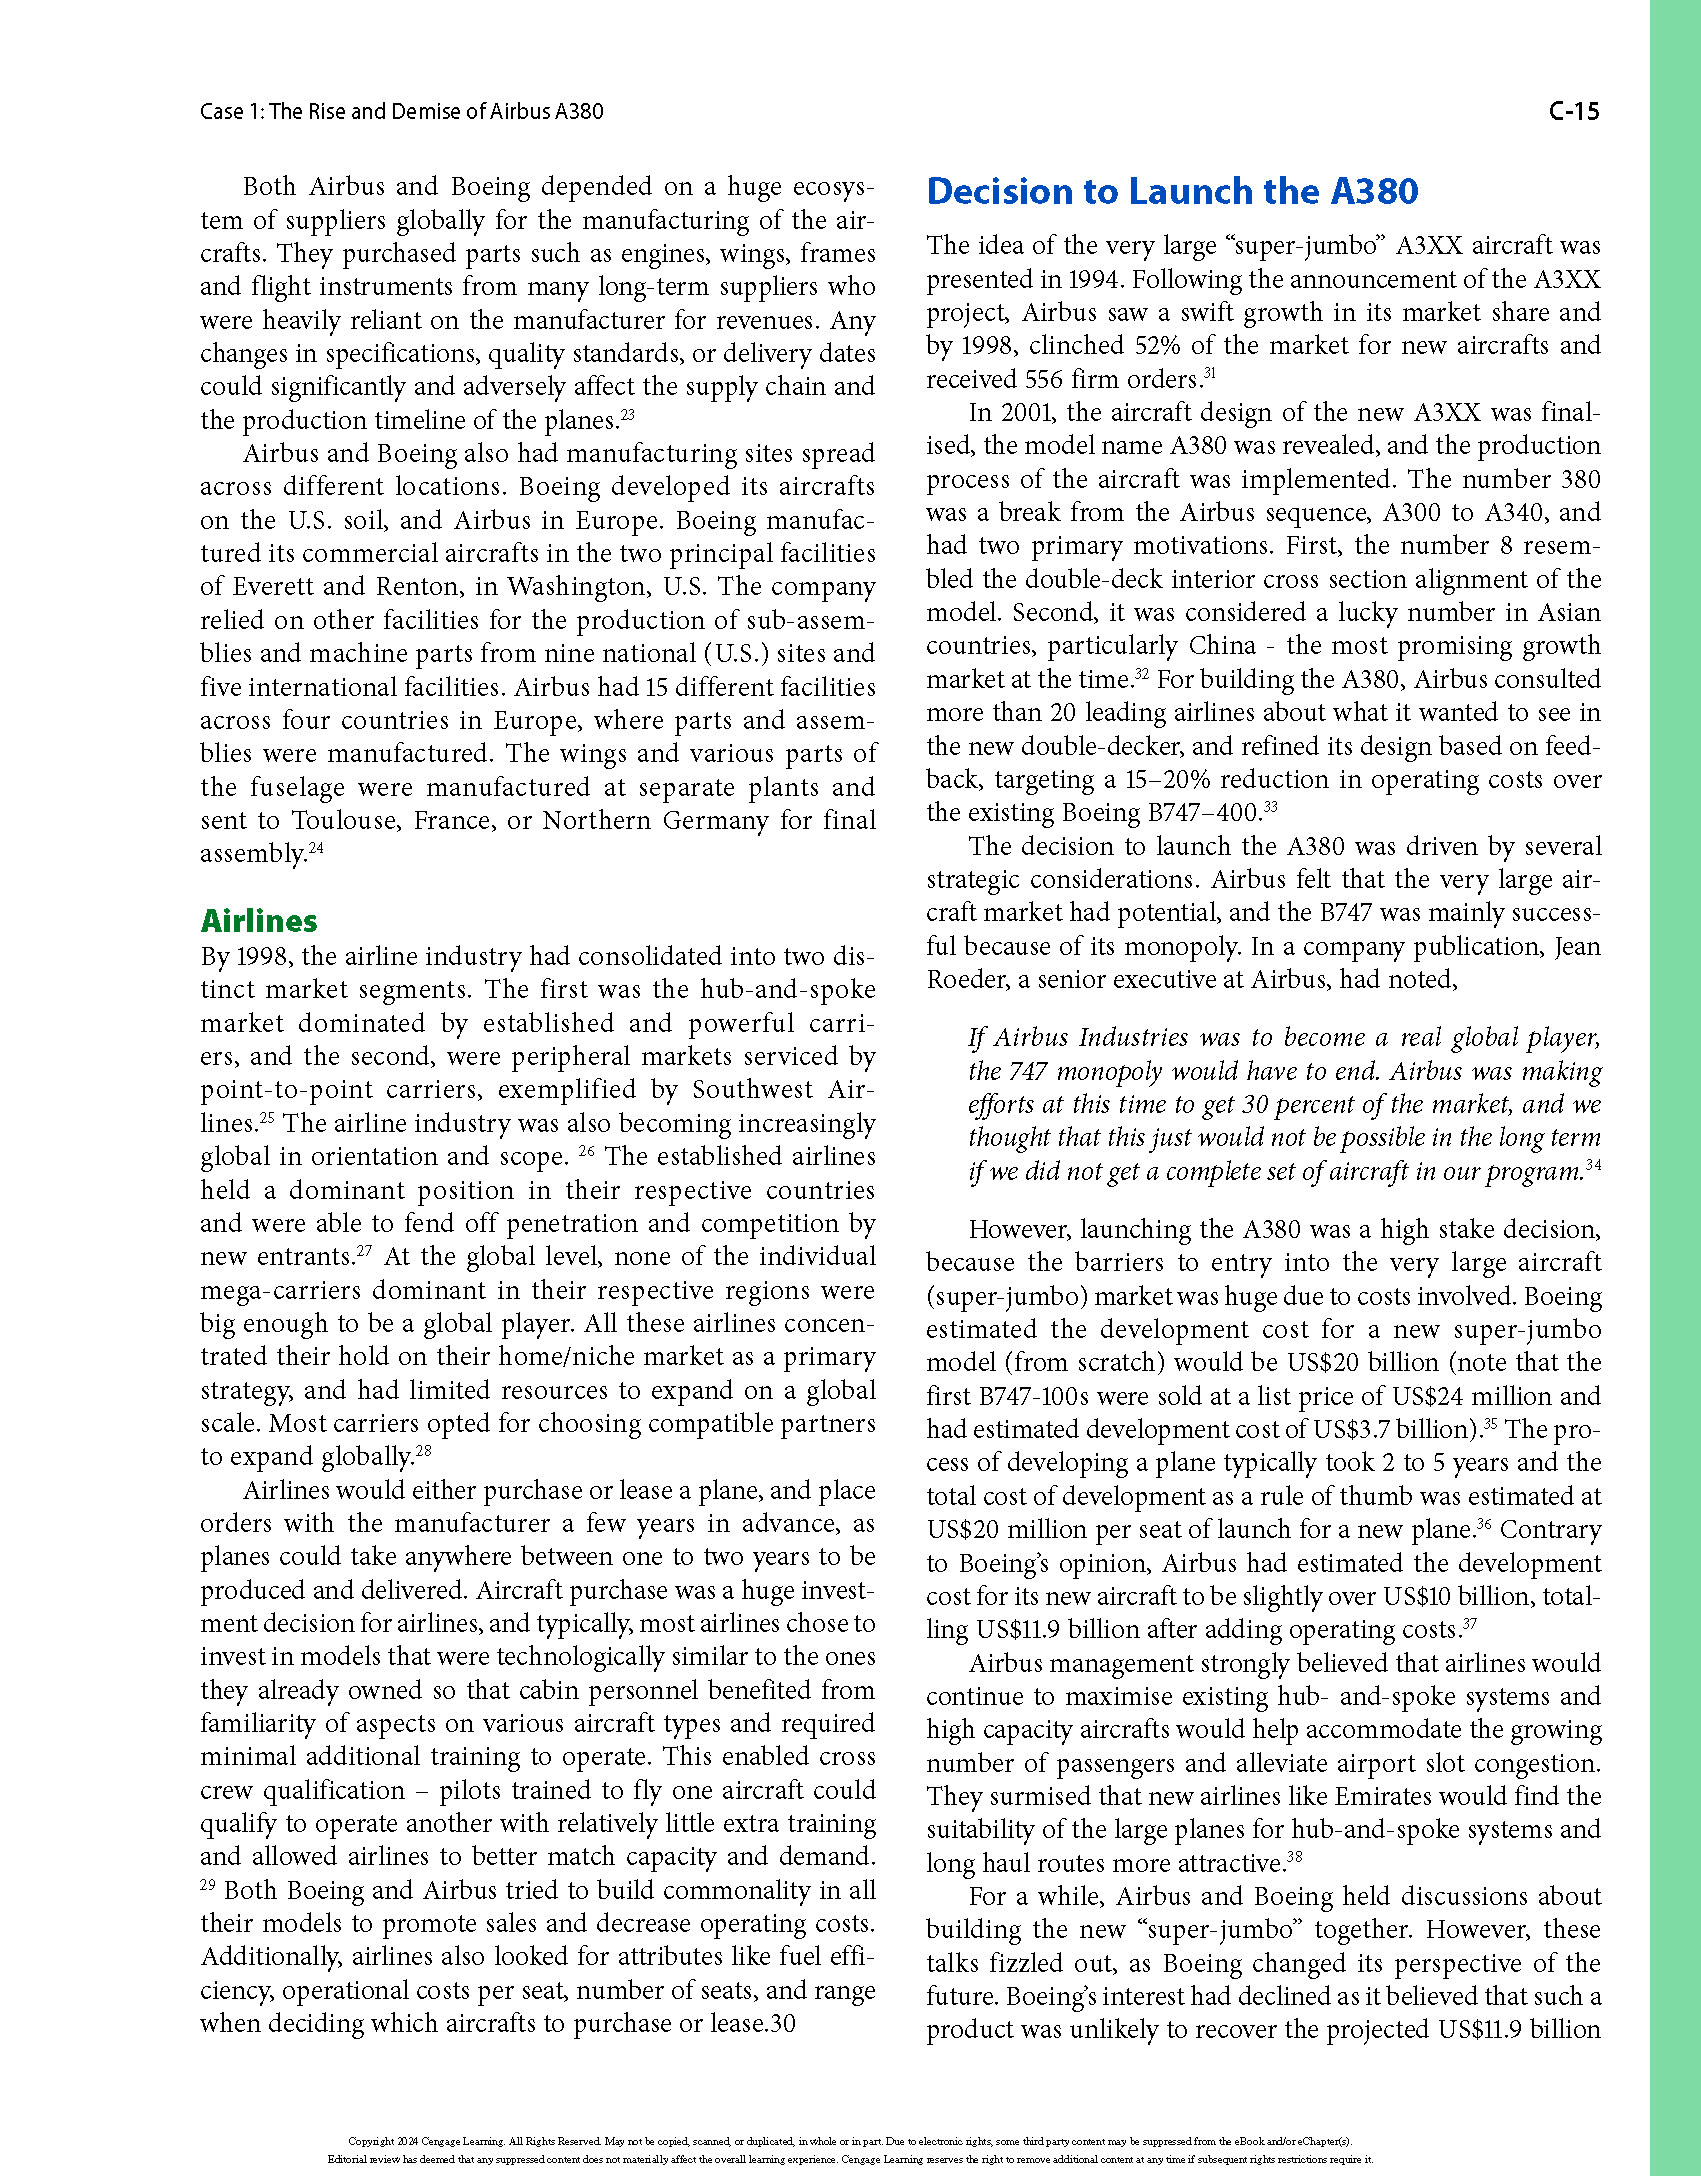 Case 1: The Rise and Demise of Airbus A380
C-15
Both Airbus and Boeing depended on a huge ecosys-
tem of suppliers globally for the manufacturing of the air-
crafts. They purchased parts such as engines, wings, frames
and flight instruments from many long-term suppliers who
were heavily reliant on the manufacturer for revenues. Any
changes in specifications, quality standards, or delivery dates
could significantly and adversely affect the supply chain and
the production timeline of the planes.23
Airbus and Boeing also had manufacturing sites spread
across different locations. Boeing developed its aircrafts
on the U.S. soil, and Airbus in Europe. Boeing manufac-
tured its commercial aircrafts in the two principal facilities
of Everett and Renton, in Washington, U.S. The company
relied on other facilities for the production of sub-assem-
blies and machine parts from nine national (U.S.) sites and
five international facilities. Airbus had 15 different facilities
across four countries in Europe, where parts and assem-
blies were manufactured. The wings and various parts of
the fuselage were manufactured at separate plants and
sent to Toulouse, France, or Northern Germany for final
assembly.24
Airlines
By 1998, the airline industry had consolidated into two dis-
tinct market segments. The first was the hub-and-spoke
market dominated by established and powerful carri-
ers, and the second, were peripheral markets serviced by
point-to-point carriers, exemplified by Southwest Air-
lines.25 The airline industry was also becoming increasingly
global in orientation and scope. 26 The established airlines
held a dominant position in their respective countries
and were able to fend off penetration and competition by
new entrants.27 At the global level, none of the individual
mega-carriers dominant in their respective regions were
big enough to be a global player. All these airlines concen-
trated their hold on their home/niche market as a primary
strategy, and had limited resources to expand on a global
scale. Most carriers opted for choosing compatible partners
to expand globally.28
Airlines would either purchase or lease a plane, and place
orders with the manufacturer a few years in advance, as
planes could take anywhere between one to two years to be
produced and delivered. Aircraft purchase was a huge invest-
ment decision for airlines, and typically, most airlines chose to
invest in models that were technologically similar to the ones
they already owned so that cabin personnel benefited from
familiarity of aspects on various aircraft types and required
minimal additional training to operate. This enabled cross
crew qualification – pilots trained to fly one aircraft could
qualify to operate another with relatively little extra training
and allowed airlines to better match capacity and demand.
29 Both Boeing and Airbus tried to build commonality in all
their models to promote sales and decrease operating costs.
Additionally, airlines also looked for attributes like fuel effi-
ciency, operational costs per seat, number of seats, and range
when deciding which aircrafts to purchase or lease.30
Decision to Launch the A380
The idea of the very large “super-jumbo” A3XX aircraft was
presented in 1994. Following the announcement of the A3XX
project, Airbus saw a swift growth in its market share and
by 1998, clinched 52% of the market for new aircrafts and
received 556 firm orders.31
In 2001, the aircraft design of the new A3XX was final-
ised, the model name A380 was revealed, and the production
process of the aircraft was implemented. The number 380
was a break from the Airbus sequence, A300 to A340, and
had two primary motivations. First, the number 8 resem-
bled the double-deck interior cross section alignment of the
model. Second, it was considered a lucky number in Asian
countries, particularly China - the most promising growth
market at the time.32 For building the A380, Airbus consulted
more than 20 leading airlines about what it wanted to see in
the new double-decker, and refined its design based on feed-
back, targeting a 15–20% reduction in operating costs over
the existing Boeing B747–400.33
The decision to launch the A380 was driven by several
strategic considerations. Airbus felt that the very large air-
craft market had potential, and the B747 was mainly success-
ful because of its monopoly. In a company publication, Jean
Roeder, a senior executive at Airbus, had noted,
If Airbus Industries was to become a real global player,
the 747 monopoly would have to end. Airbus was making
efforts at this time to get 30 percent of the market, and we
thought that this just would not be possible in the long term
if we did not get a complete set of aircraft in our program.34
However, launching the A380 was a high stake decision,
because the barriers to entry into the very large aircraft
(super-jumbo) market was huge due to costs involved. Boeing
estimated the development cost for a new super-jumbo
model (from scratch) would be US$20 billion (note that the
first B747-100s were sold at a list price of US$24 million and
had estimated development cost of US$3.7 billion).35 The pro-
cess of developing a plane typically took 2 to 5 years and the
total cost of development as a rule of thumb was estimated at
US$20 million per seat of launch for a new plane.36 Contrary
to Boeing’s opinion, Airbus had estimated the development
cost for its new aircraft to be slightly over US$10 billion, total-
ling US$11.9 billion after adding operating costs.37
Airbus management strongly believed that airlines would
continue to maximise existing hub- and-spoke systems and
high capacity aircrafts would help accommodate the growing
number of passengers and alleviate airport slot congestion.
They surmised that new airlines like Emirates would find the
suitability of the large planes for hub-and-spoke systems and
long haul routes more attractive.38
For a while, Airbus and Boeing held discussions about
building the new “super-jumbo” together. However, these
talks fizzled out, as Boeing changed its perspective of the
future. Boeing’s interest had declined as it believed that such a
product was unlikely to recover the projected US$11.9 billion
Copyright 2024 Cengage Learning. All Rights Reserved. May not be copied, scanned, or duplicated, in whole or in part. Due to electronic rights, some third party content may be suppressed from the eBook and/or eChapter(s).
Editorial review has deemed that any suppressed content does not materially affect the overall learning experience. Cengage Learning reserves the right to remove additional content at any time if subsequent rights restrictions require it.